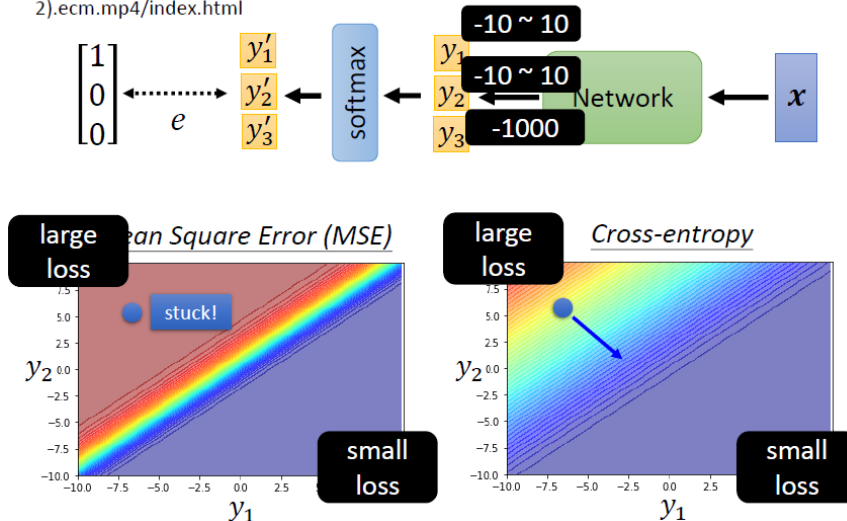 2).ecm.mp4/index.html
-10 ~ 10
1
0
0
e
y₁′
y₂′
y₃′
softmax
y₁
y₂
y₃
-10 ~ 10
-1000
Network
x
large
loss
ean Square Error (MSE)
stuck!
7.5
5.0
2.5
0.0
−2.5
−5.0
−7.5
−10.0
y₂
−10.0 −7.5 −5.0 −2.5 0.0 2.5
y₁
small
loss
large
loss
Cross-entropy
7.5
5.0
2.5
0.0
−2.5
−5.0
−7.5
−10.0
y₂
−10.0 −7.5 −5.0 −2.5 0.0 2.5
y₁
small
loss